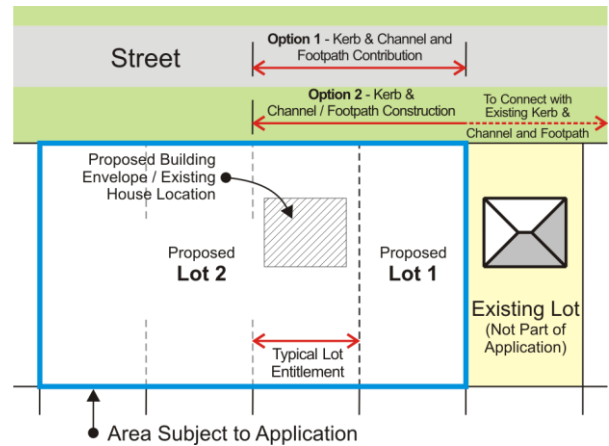 Street
Option 1 - Kerb & Channel and
Footpath Contribution
Option 2 - Kerb &
Channel / Footpath Construction
To Connect with
Existing Kerb &
Channel and Footpath
Proposed Building
Envelope / Existing
House Location
Proposed
Lot 2
Proposed
Lot 1
Existing Lot
(Not Part of
Application)
Typical Lot
Entitlement
Area Subject to Application